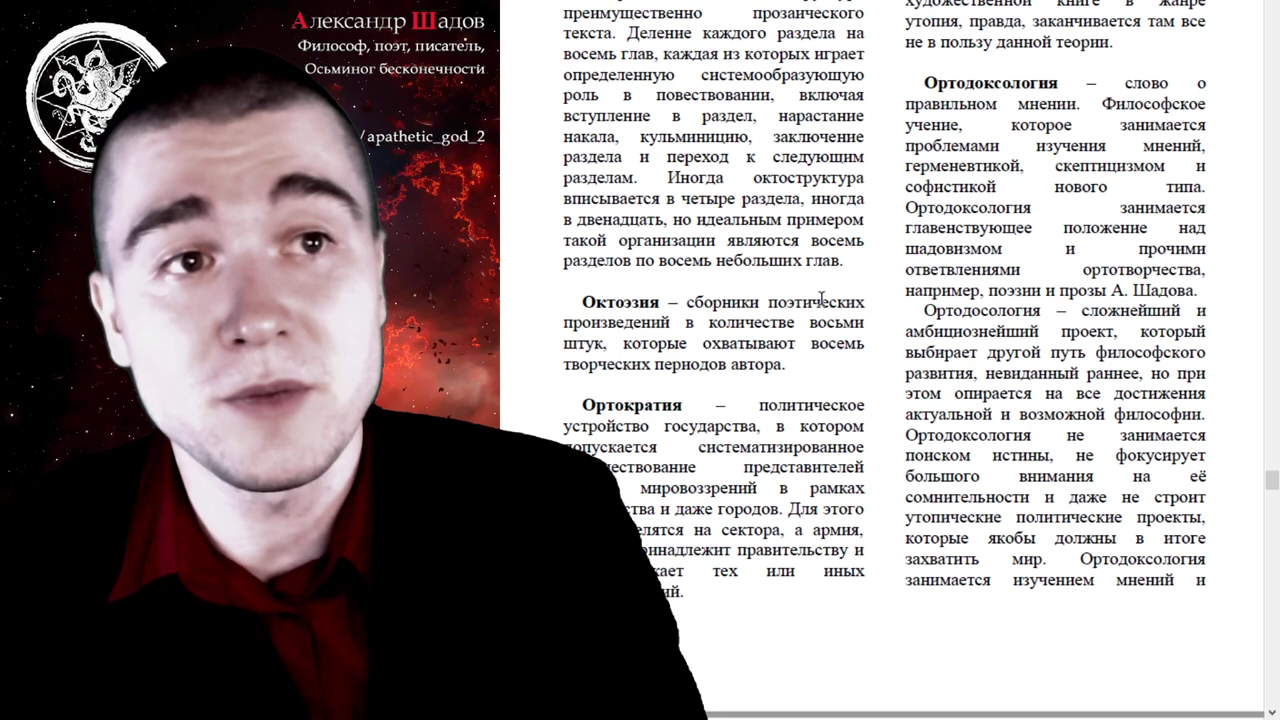 Александр Шадов
Философ, поэт, писатель,
Осьминог бесконечности
/apathetic_god_2
преимущественно прозаического
текста. Деление каждого раздела на
восемь глав, каждая из которых играет
определенную системообразующую
роль в повествовании, включая
вступление в раздел, нарастание
накала, кульминицию, заключение
раздела и переход к следующим
разделам. Иногда октоструктура
вписывается в четыре раздела, иногда
в двенадцать, но идеальным примером
такой организации являются восемь
разделов по восемь небольших глав.
Октоэзия – сборники поэтических
произведений в количестве восьми
штук, которые охватывают восемь
творческих периодов автора.
Ортократия – политическое
устройство государства, в котором
допускается систематизированное
представителей
мировоззрений в рамках
и даже городов. Для этого
на сектора, а армия,
правительству и
тех или иных
художественной книге в жанре
утопия, правда, заканчивается там все
не в пользу данной теории.
Ортодоксология – слово о
правильном мнении. Философское
учение, которое занимается
проблемами изучения мнений,
герменевтикой, скептицизмом и
софистикой нового типа.
Ортодоксология занимается
главенствующее положение над
шадовизмом и прочими
ответвлениями ортотворчества,
например, поэзии и прозы А. Шадова.
Ортодосология – сложнейший и
амбициознейший проект, который
выбирает другой путь философского
развития, невиданный раннее, но при
этом опирается на все достижения
актуальной и возможной философии.
Ортодоксология не занимается
поиском истины, не фокусирует
большого внимания на её
сомнительности и даже не строит
утопические политические проекты,
которые якобы должны в итоге
захватить мир. Ортодоксология
занимается изучением мнений и